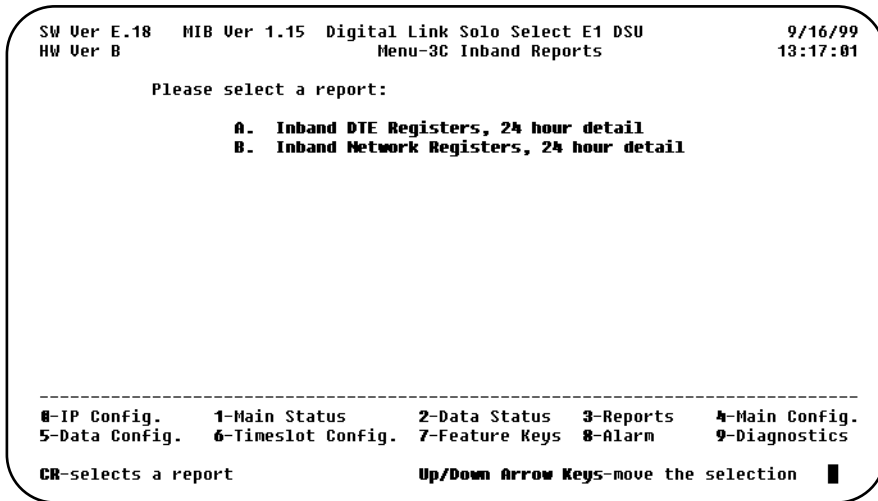 SW Ver E.18 MIB Ver 1.15 Digital Link Solo Select E1 DSU 9/16/99
HW Ver B Menu-3C Inband Reports 13:17:01
Please select a report:
A. Inband DTE Registers, 24 hour detail
B. Inband Network Registers, 24 hour detail
0-IP Config. 1-Main Status 2-Data Status 3-Reports 4-Main Config.
5-Data Config. 6-Timeslot Config. 7-Feature Keys 8-Alarm 9-Diagnostics
CR-selects a report Up/Down Arrow Keys-move the selection